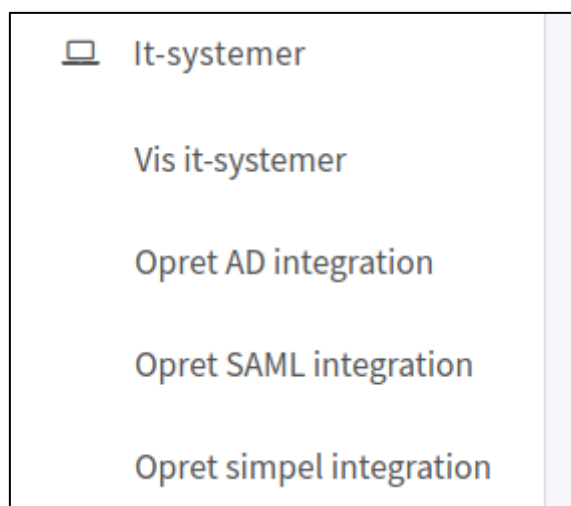 It-systemer
Vis it-systemer
Opret AD integration
Opret SAML integration
Opret simpel integration